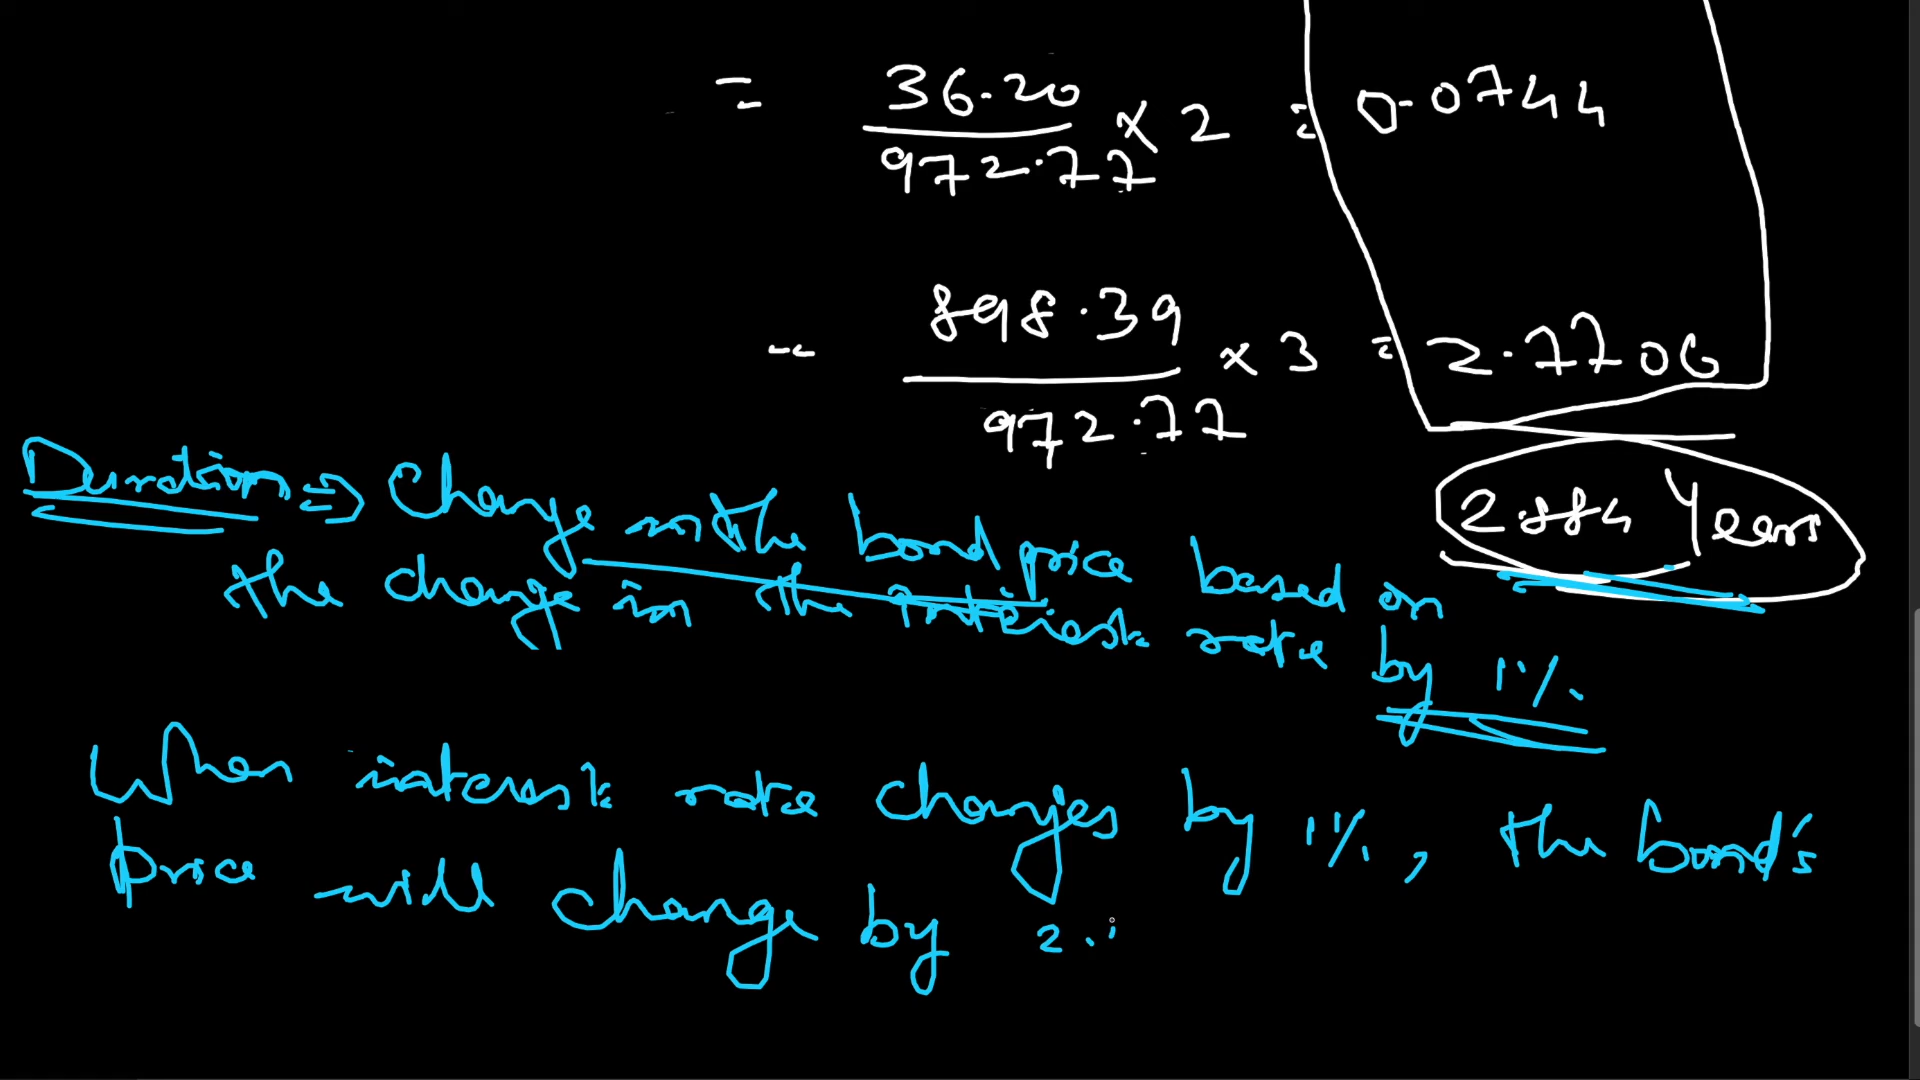 = 36.20 / 972.77 × 2 = 0.0744
= 898.39 / 972.77 × 3 = 2.7706
2.884 Years
Duration ⇒ Change in the bond price based on
the change in the interest rate by 1%.
When interest rate changes by 1%, the bond's
price will change by 2.